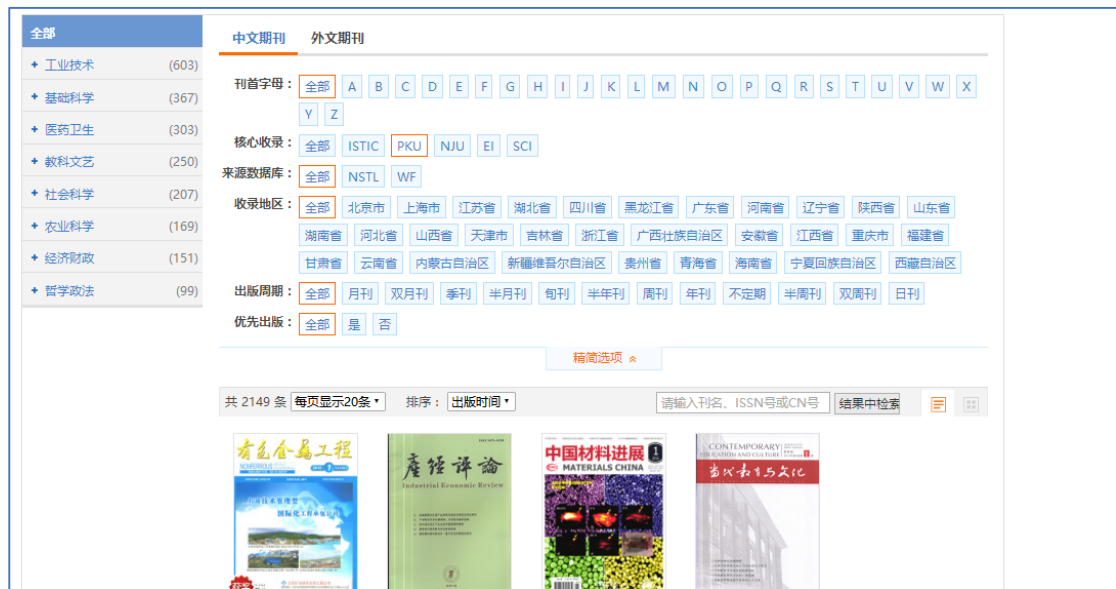 全部
工业技术 (603)
基础科学 (367)
医药卫生 (303)
教科文艺 (250)
社会科学 (207)
农业科学 (169)
经济财政 (151)
哲学政法 (99)
中文期刊 外文期刊
刊首字母： 全部 A B C D E F G H I J K L M N O P Q R S T U V W X
Y Z
核心收录： 全部 ISTIC PKU NJU EI SCI
来源数据库： 全部 NSTL WF
收录地区： 全部 北京市 上海市 江苏省 湖北省 四川省 黑龙江省 广东省 河南省 辽宁省 陕西省 山东省
湖南省 河北省 山西省 天津市 吉林省 浙江省 广西壮族自治区 安徽省 江西省 重庆市 福建省
甘肃省 云南省 内蒙古自治区 新疆维吾尔自治区 贵州省 青海省 海南省 宁夏回族自治区 西藏自治区
出版周期： 全部 月刊 双月刊 季刊 半月刊 旬刊 半年刊 周刊 年刊 不定期 半周刊 双周刊 日刊
优先出版： 全部 是 否
精简选项
共 2149 条 每页显示20条 排序： 出版时间 请输入刊名、ISSN号或CN号 结果中检索
有色金属工程
產經評論
Industrial Economic Review
中国材料进展 1
MATERIALS CHINA
CONTEMPORARY
EDUCATION AND CULTURE
当代教育与文化